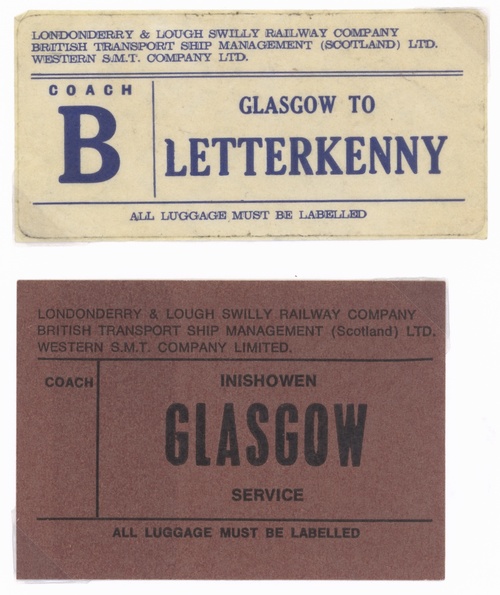 LONDONDERRY & LOUGH SWILLY RAILWAY COMPANY
BRITISH TRANSPORT SHIP MANAGEMENT (SCOTLAND) LTD.
WESTERN S.M.T. COMPANY LTD.
COACH
B
GLASGOW TO
LETTERKENNY
ALL LUGGAGE MUST BE LABELLED
LONDONDERRY & LOUGH SWILLY RAILWAY COMPANY
BRITISH TRANSPORT SHIP MANAGEMENT (Scotland) LTD.
WESTERN S.M.T. COMPANY LIMITED.
COACH
INISHOWEN
GLASGOW
SERVICE
ALL LUGGAGE MUST BE LABELLED